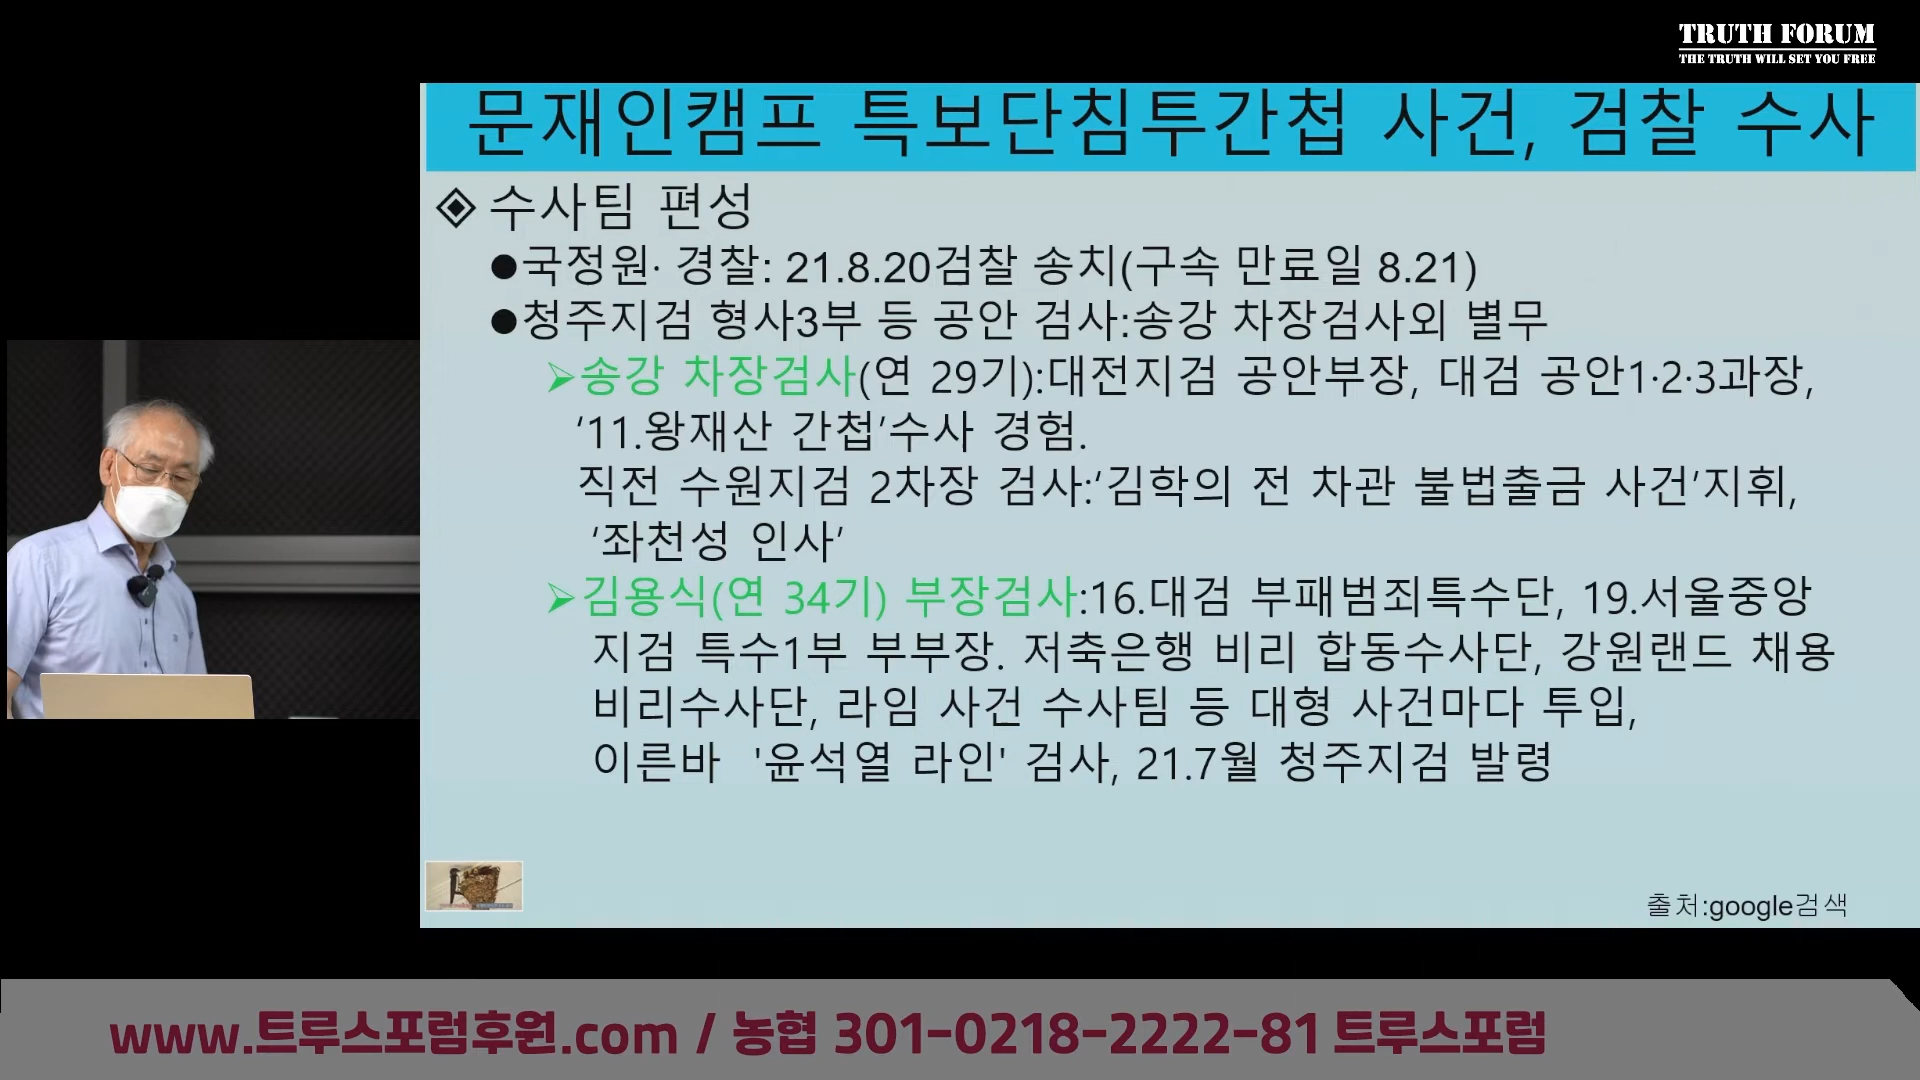 TRUTH FORUM
THE TRUTH WILL SET YOU FREE
문재인캠프 특보단침투간첩 사건, 검찰 수사
◈ 수사팀 편성
●국정원· 경찰: 21.8.20검찰 송치(구속 만료일 8.21)
●청주지검 형사3부 등 공안 검사:송강 차장검사외 별무
➢송강 차장검사(연 29기):대전지검 공안부장, 대검 공안1·2·3과장,
‘11.왕재산 간첩’수사 경험.
직전 수원지검 2차장 검사:‘김학의 전 차관 불법출금 사건’지휘,
‘좌천성 인사’
➢김용식(연 34기) 부장검사:16.대검 부패범죄특수단, 19.서울중앙
지검 특수1부 부부장. 저축은행 비리 합동수사단, 강원랜드 채용
비리수사단, 라임 사건 수사팀 등 대형 사건마다 투입,
이른바 '윤석열 라인' 검사, 21.7월 청주지검 발령
출처:google검색
www.트루스포럼후원.com / 농협 301-0218-2222-81 트루스포럼